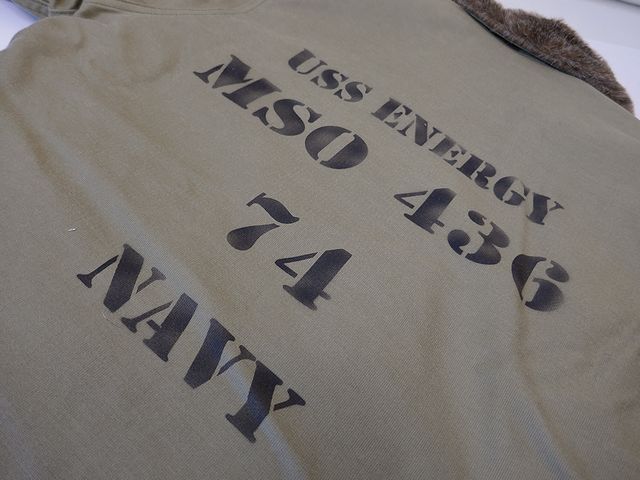 USS ENERGY
MSO 436
74
NAVY